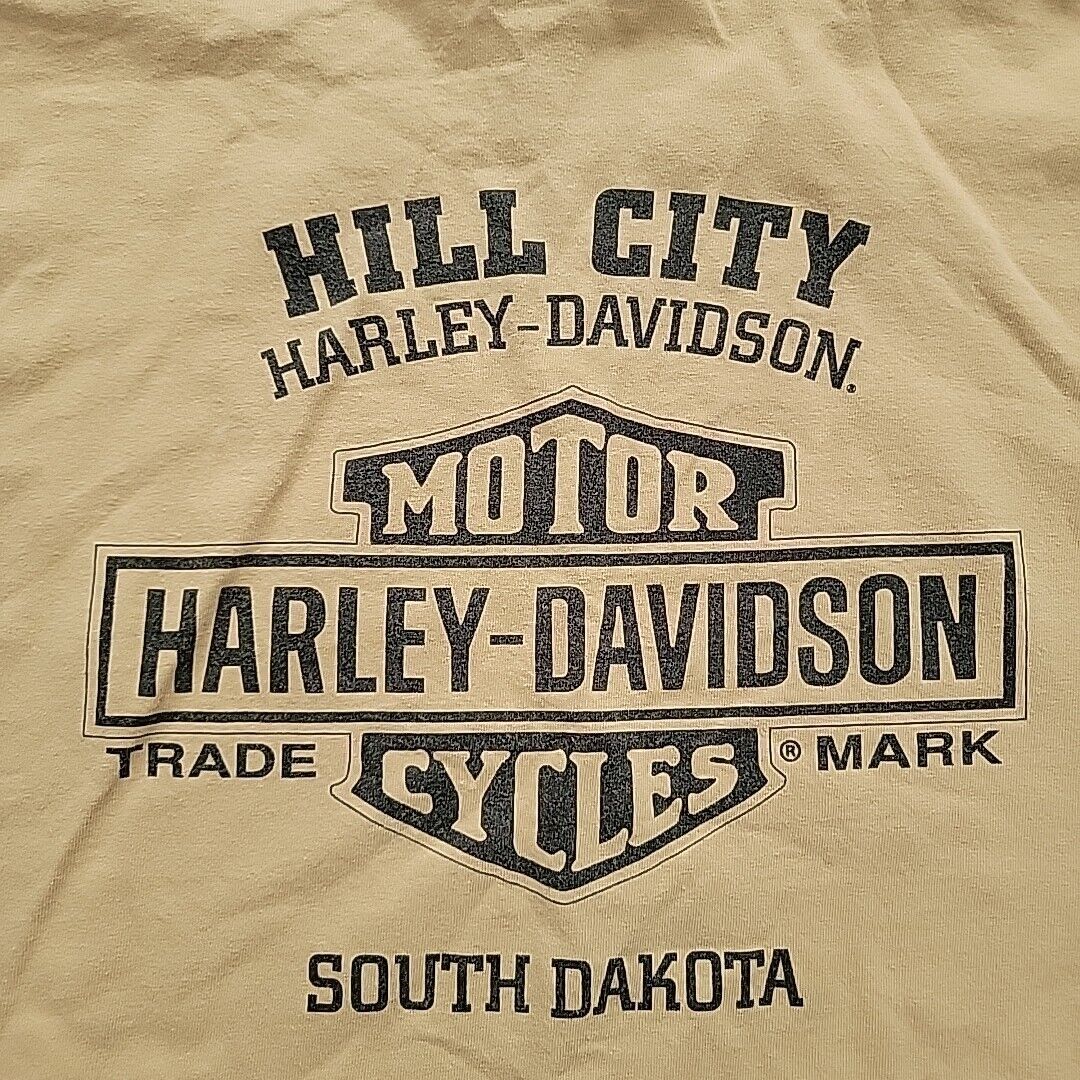 HILL CITY
HARLEY-DAVIDSON®
MOTOR
HARLEY-DAVIDSON
TRADE ® MARK
CYCLES
SOUTH DAKOTA